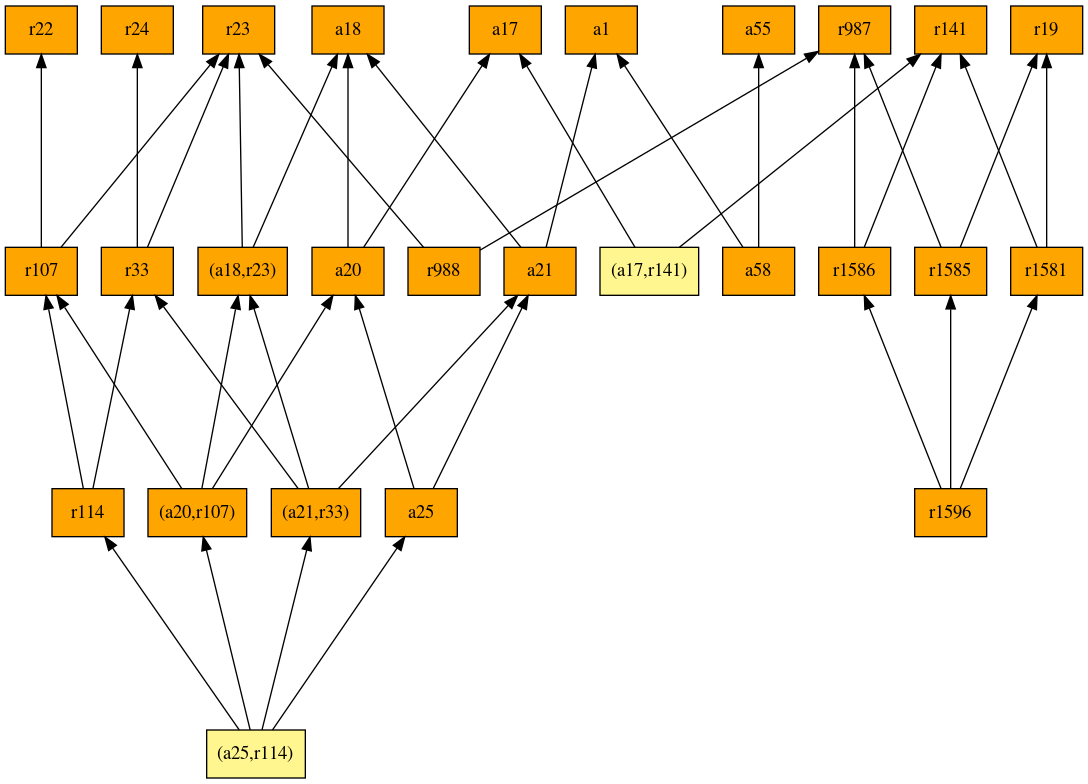 r22 r24 r23 a18 a17 a1 a55 r987 r141 r19
r107 r33 (a18,r23) a20 r988 a21 (a17,r141) a58 r1586 r1585 r1581
r114 (a20,r107) (a21,r33) a25 r1596
(a25,r114)